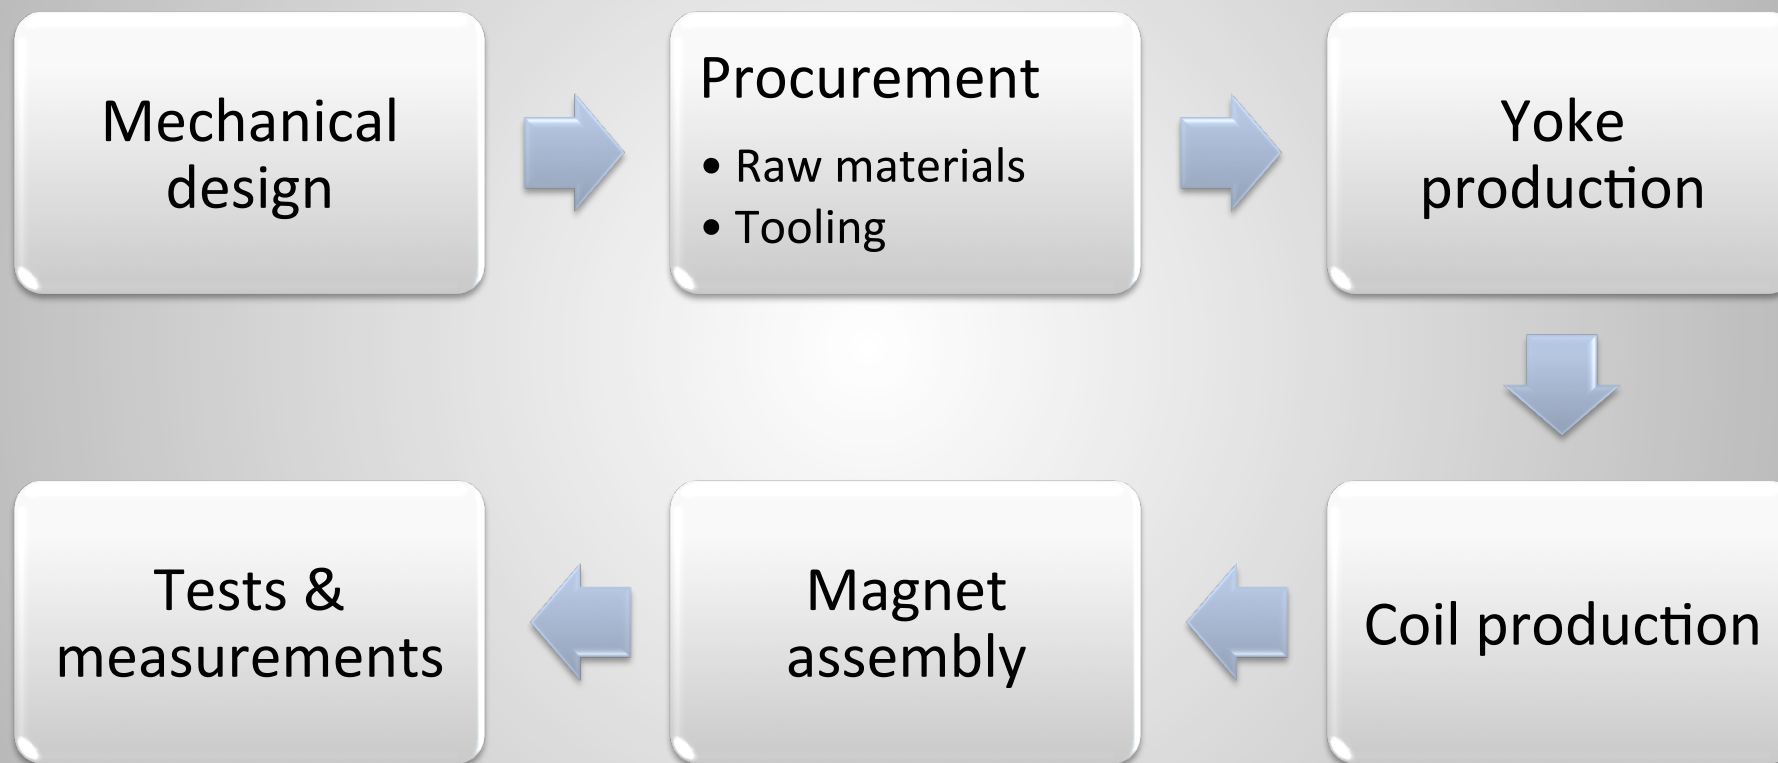 Mechanical
design
Procurement
• Raw materials
• Tooling
Yoke
production
Coil production
Magnet
assembly
Tests &
measurements